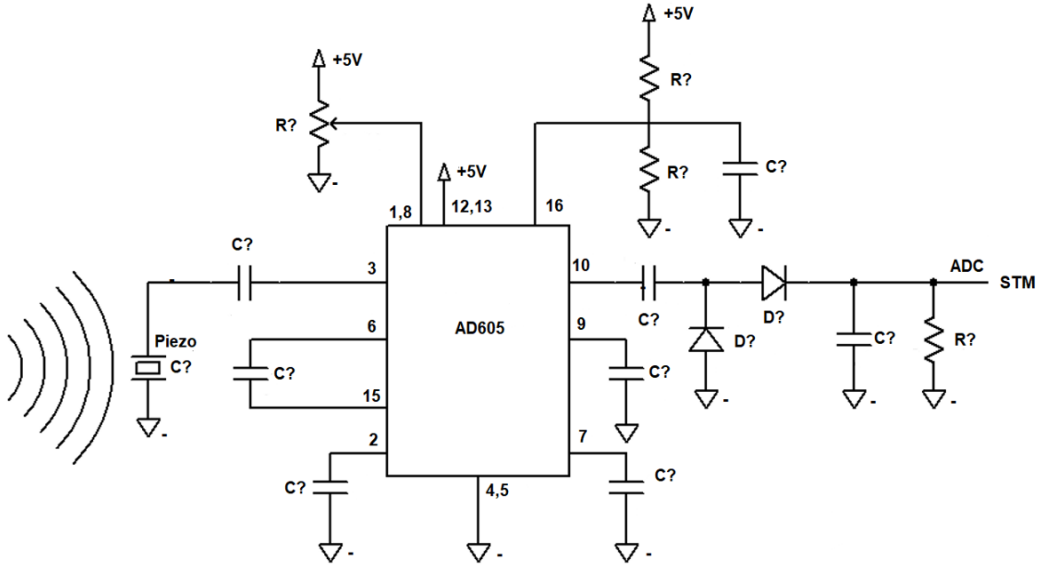 +5V
+5V
R?
R?
+5V
R?
C?
1,8
12,13
16
C?
3
10
ADC
STM
C?
D?
Piezo
C?
6
AD605
9
D?
C?
R?
C?
C?
15
2
7
C?
C?
4,5